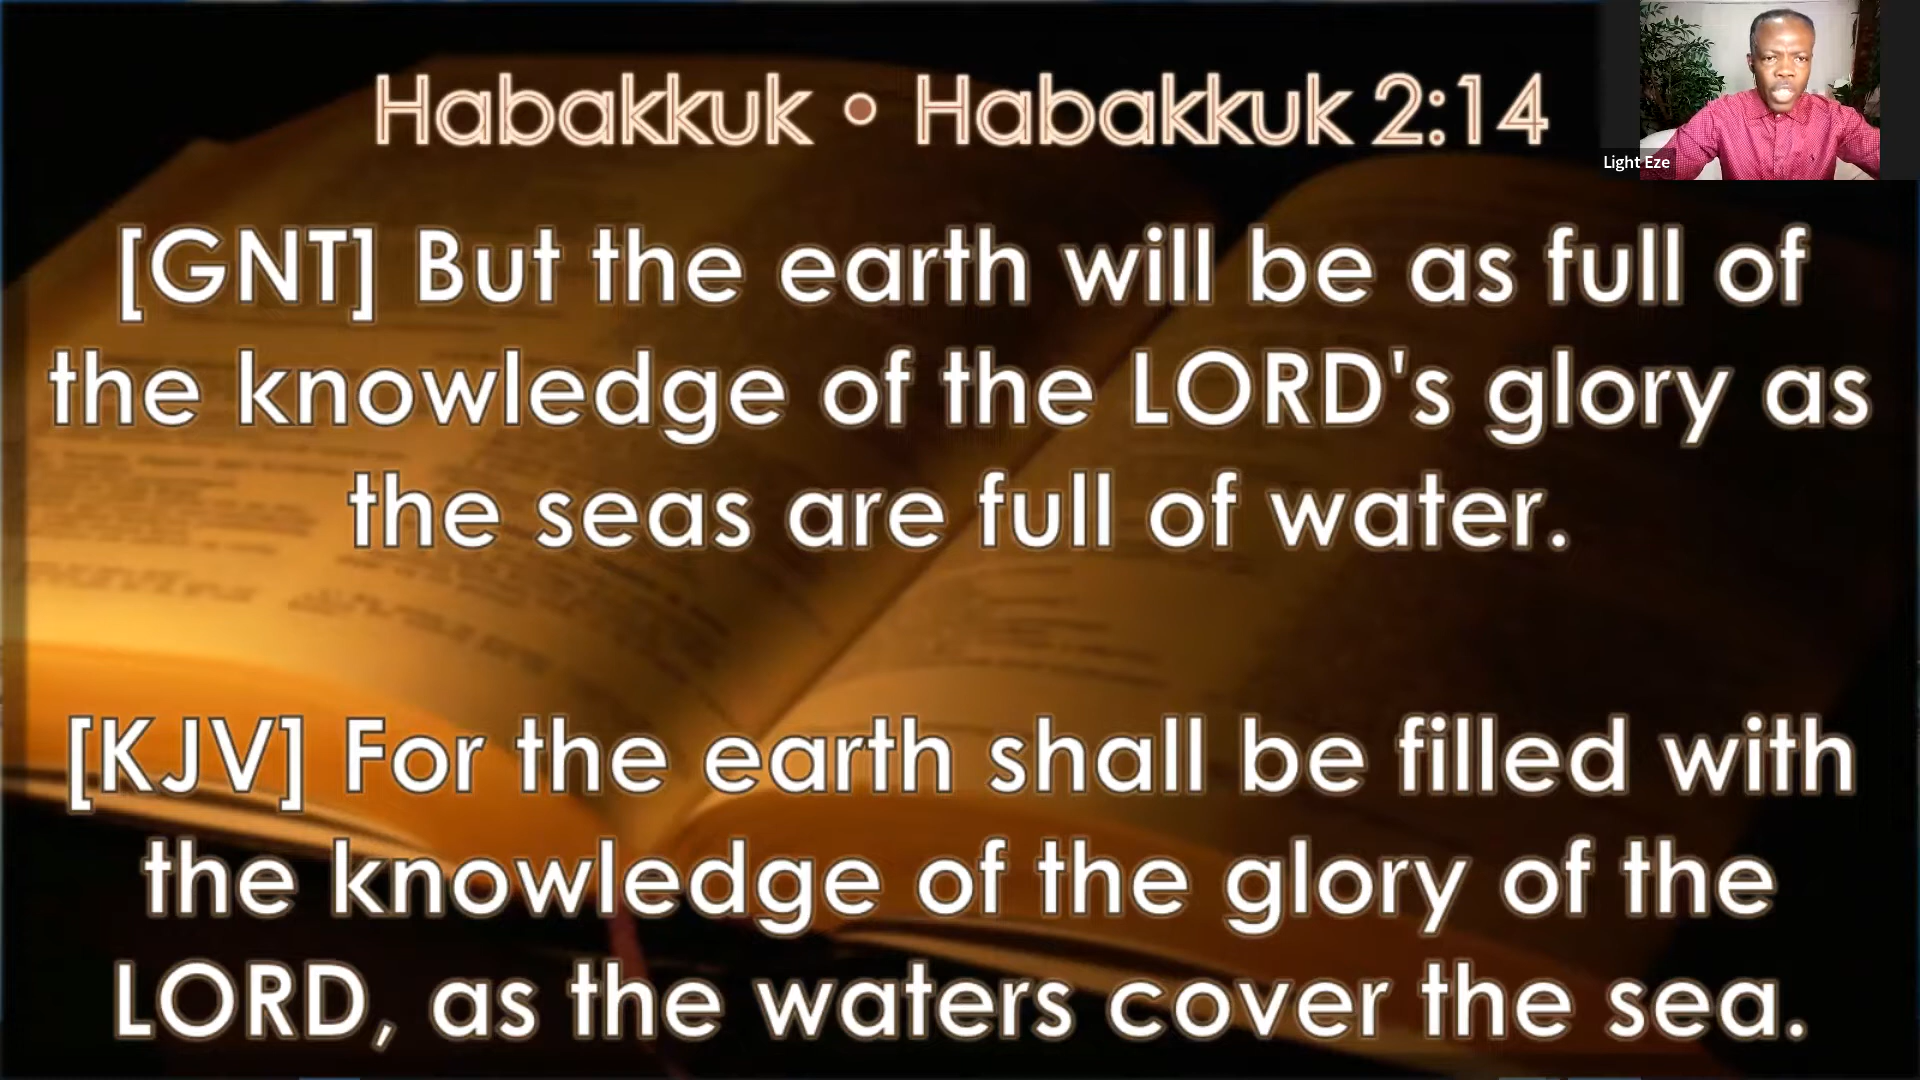 Habakkuk • Habakkuk 2:14
Light Eze
[GNT] But the earth will be as full of
the knowledge of the LORD's glory as
the seas are full of water.
[KJV] For the earth shall be filled with
the knowledge of the glory of the
LORD, as the waters cover the sea.